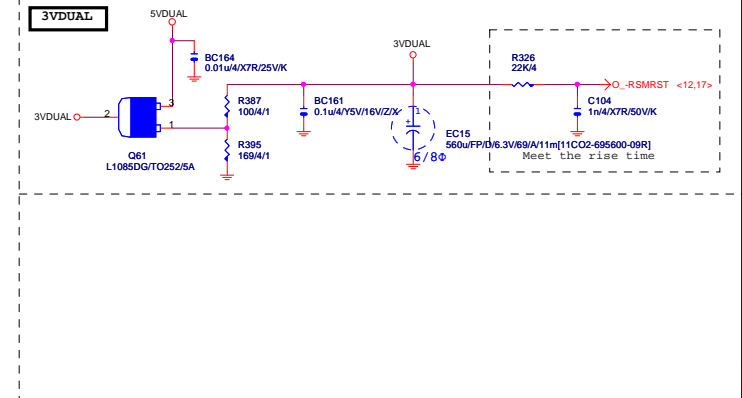 3VDUAL
5VDUAL
BC164
0.01u/4/X7R/25V/K
3VDUAL
R326
22K/4
O_-RSMRST <12,17>
3VDUAL
2
3
1
R387
100/4/1
BC161
0.1u/4/Y5V/16V/Z/X
1
+
C104
1n/4/X7R/50V/K
EC15
560u/FP/D/6.3V/69/A/11m[11CO2-695600-09R]
6/8Φ
Meet the rise time
R395
169/4/1
Q61
L1085DG/TO252/5A